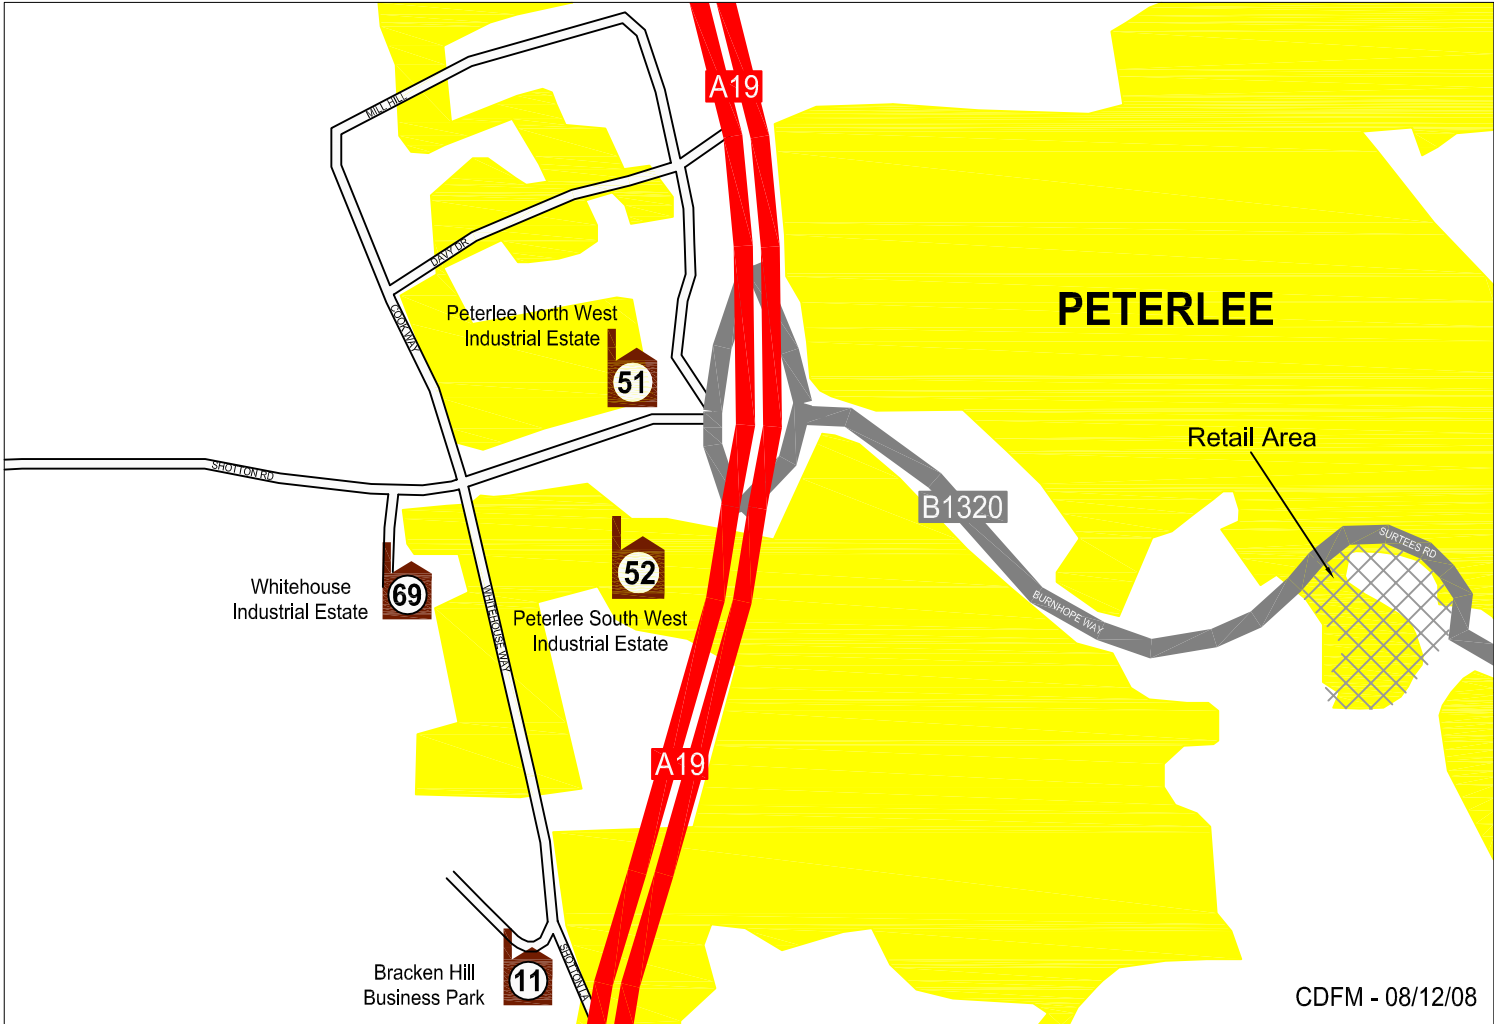 A19
MILL HILL
DAVY DR
PETERLEE
Peterlee North West
Industrial Estate
COOK WAY
51
Retail Area
SHOTTON RD
B1320
SURTEES RD
52
Whitehouse
Industrial Estate
69
WHITEHOUSE WAY
Peterlee South West
Industrial Estate
BURNHOPE WAY
A19
SHOTTON LA
Bracken Hill
Business Park
11
CDFM - 08/12/08